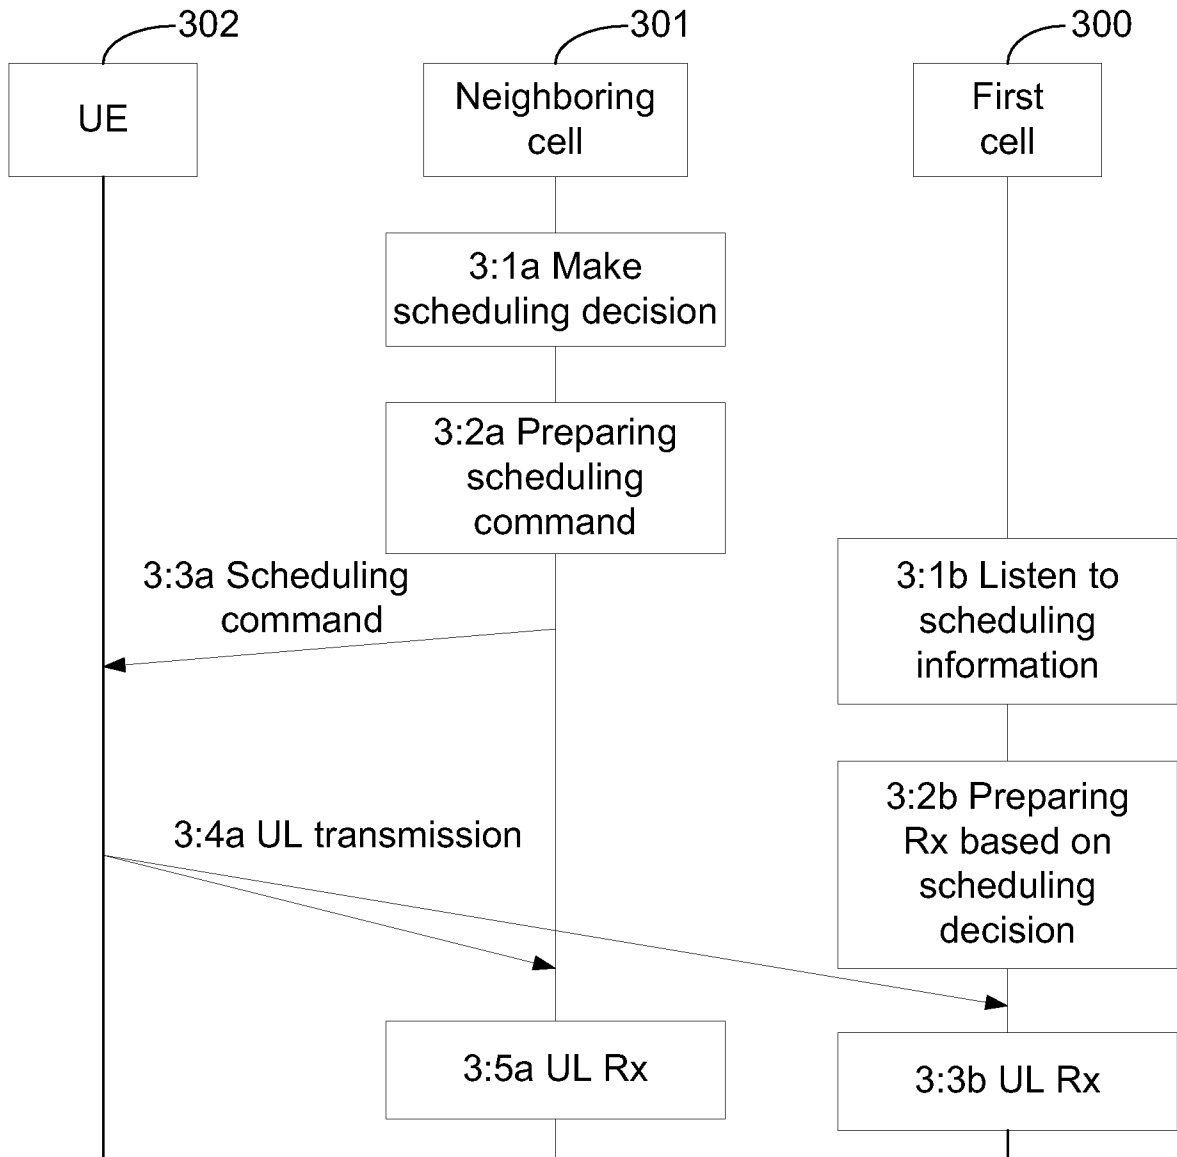 302
301
300
UE
Neighboring
cell
First
cell
3:1a Make
scheduling decision
3:2a Preparing
scheduling
command
3:3a Scheduling
command
3:1b Listen to
scheduling
information
3:2b Preparing
Rx based on
scheduling
decision
3:4a UL transmission
3:5a UL Rx
3:3b UL Rx